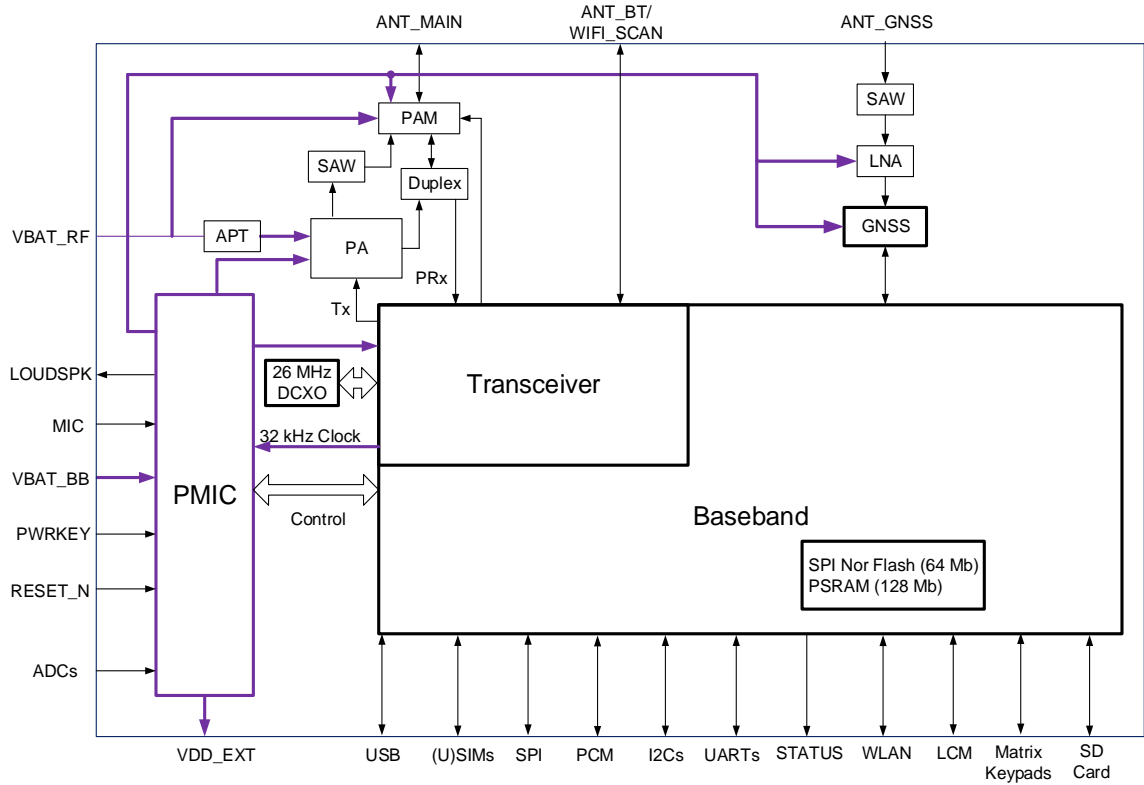 ANT_MAIN
ANT_BT/
WIFI_SCAN
ANT_GNSS
SAW
PAM
SAW
LNA
Duplex
VBAT_RF
APT
PA
GNSS
PRx
Tx
LOUDSPK
26 MHz
DCXO
Transceiver
MIC
32 kHz Clock
VBAT_BB
PMIC
Control
Baseband
PWRKEY
SPI Nor Flash (64 Mb)
PSRAM (128 Mb)
RESET_N
ADCs
VDD_EXT
USB
(U)SIMs
SPI
PCM
I2Cs
UARTs
STATUS
WLAN
LCM
Matrix
Keypads
SD
Card